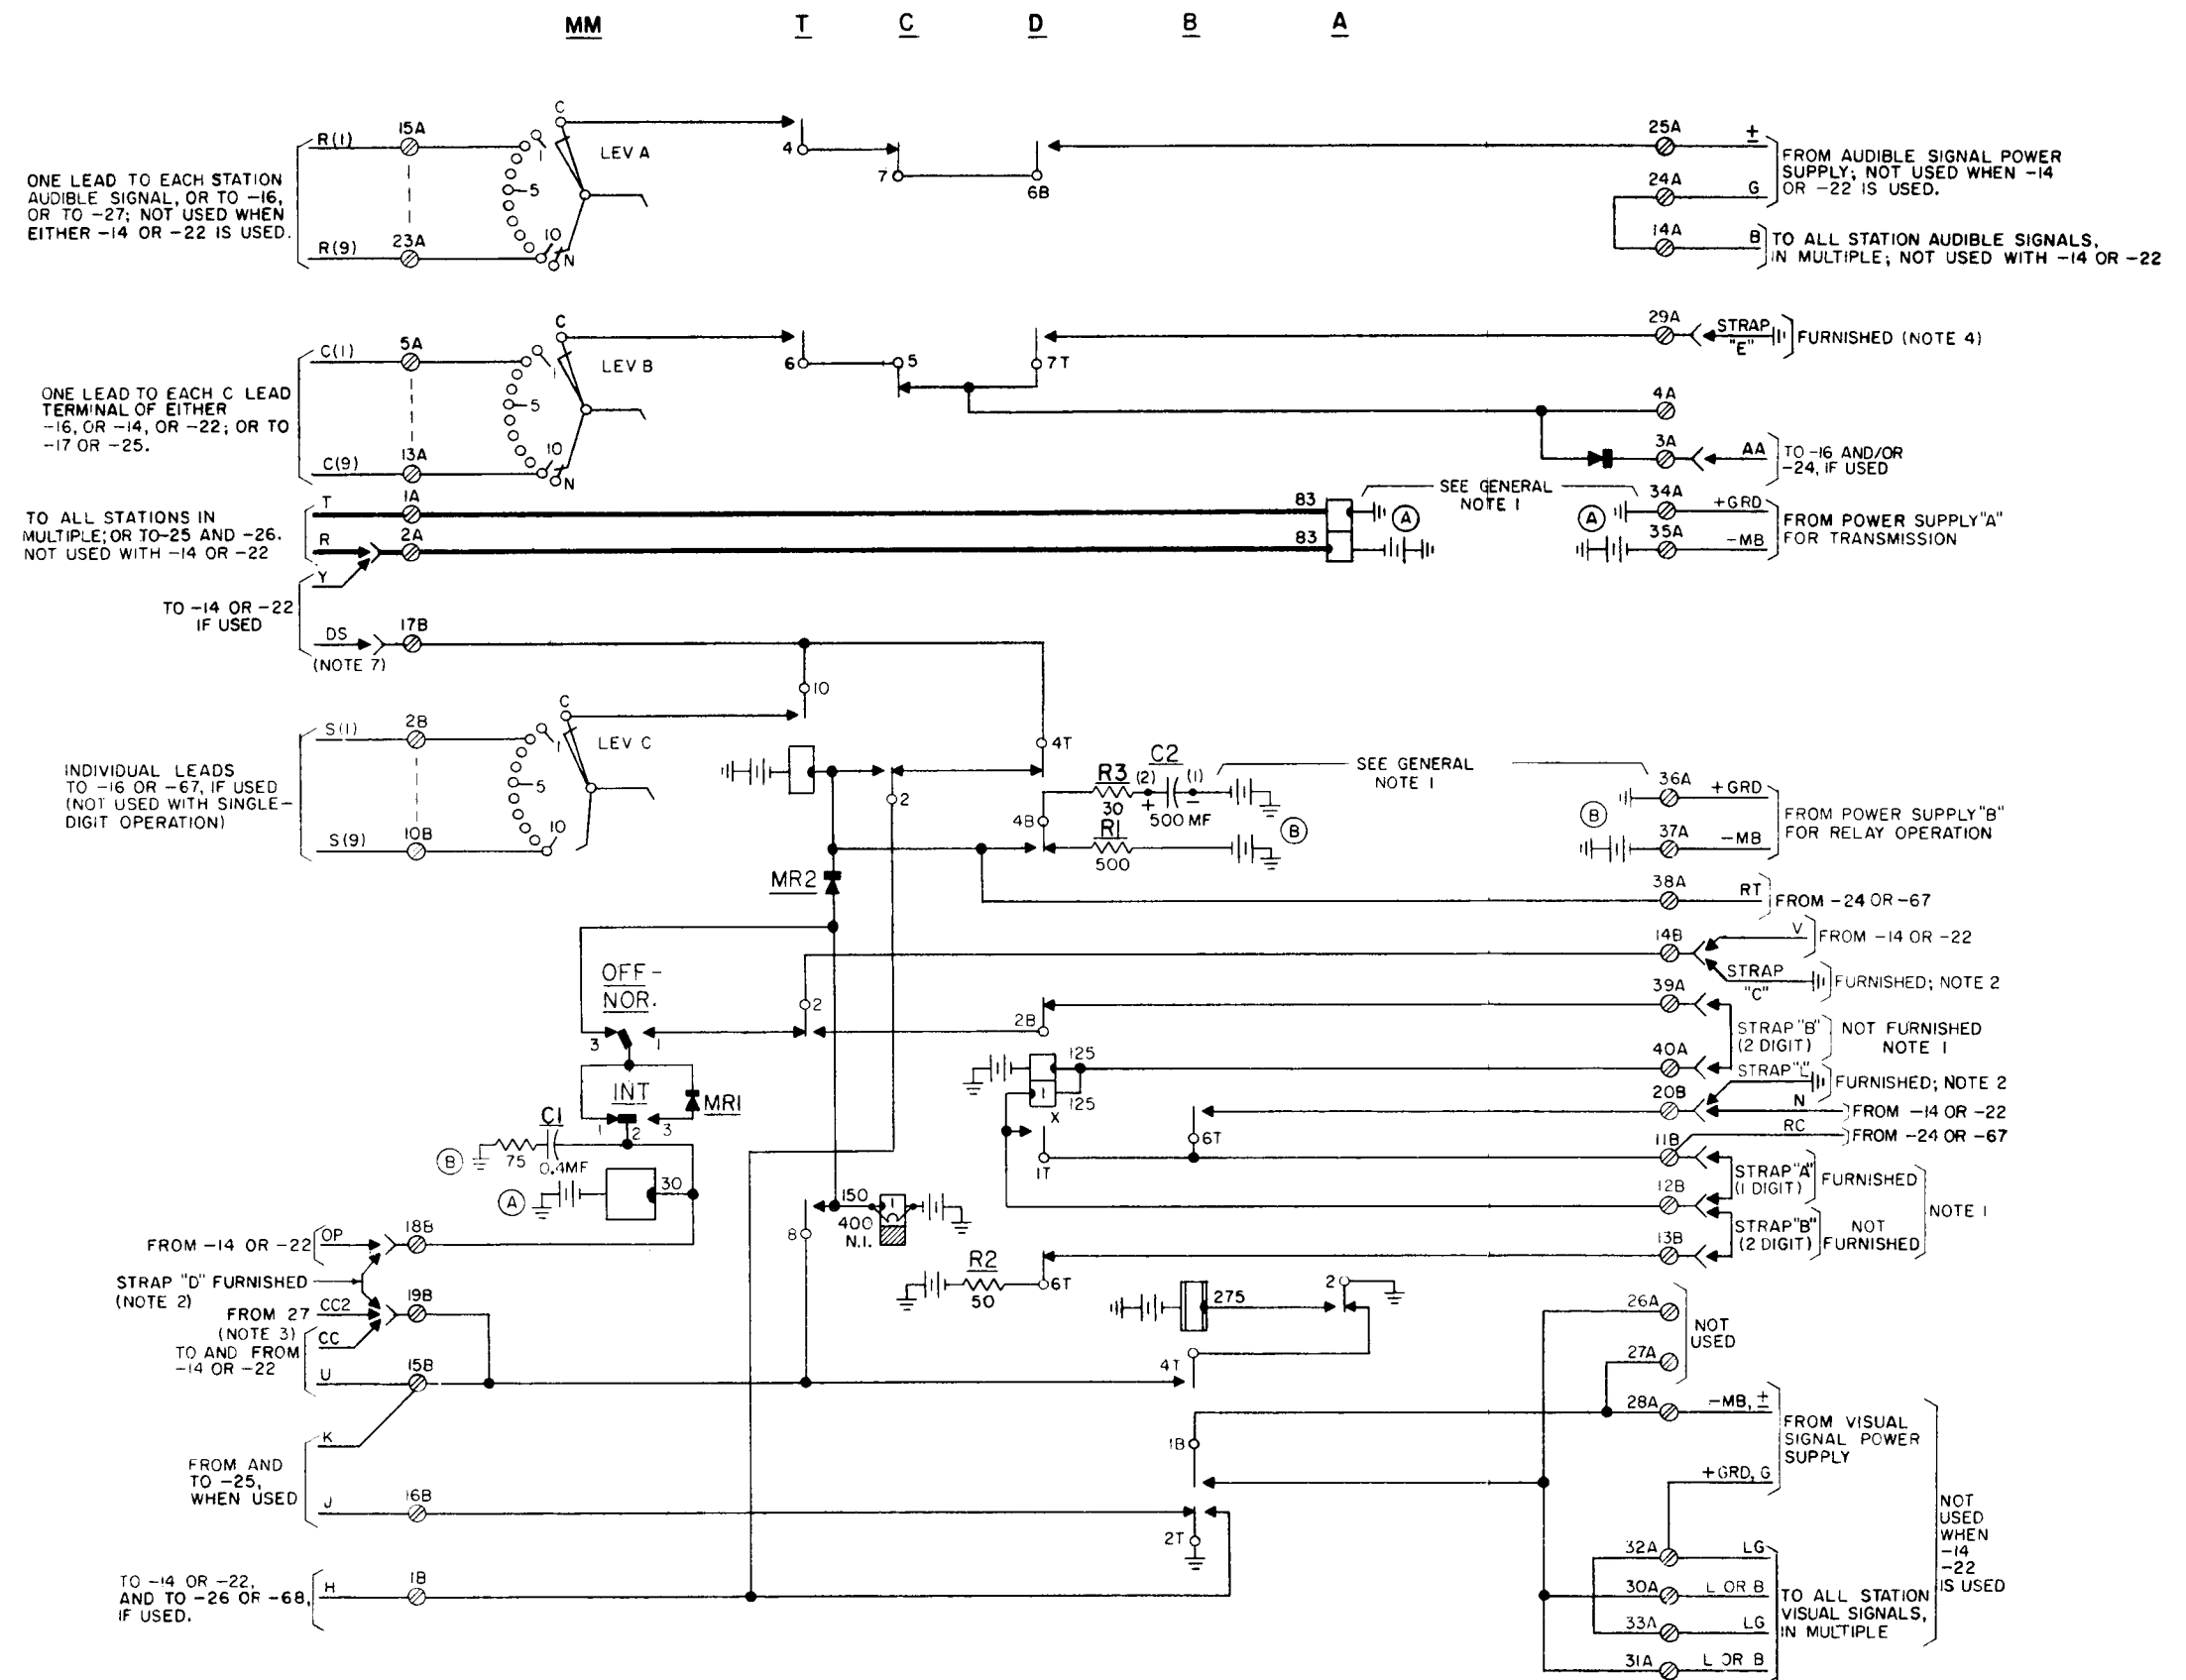 MM
T
C
D
B
A
ONE LEAD TO EACH STATION
AUDIBLE SIGNAL, OR TO -16,
OR TO -27; NOT USED WHEN
EITHER -14 OR -22 IS USED.
R(1)
15A
R(9)
23A
C
1
5
10
N
LEV A
4
7
6B
25A
±
24A
G
FROM AUDIBLE SIGNAL POWER
SUPPLY; NOT USED WHEN -14
OR -22 IS USED.
14A
B
TO ALL STATION AUDIBLE SIGNALS,
IN MULTIPLE; NOT USED WITH -14 OR -22
ONE LEAD TO EACH C LEAD
TERMINAL OF EITHER
-16, OR -14, OR -22; OR TO
-17 OR -25.
C(1)
5A
C(9)
13A
C
1
5
10
N
LEV B
6
5
7T
29A
STRAP
"E"
FURNISHED (NOTE 4)
4A
3A
AA
TO -16 AND/OR
-24, IF USED
TO ALL STATIONS IN
MULTIPLE; OR TO-25 AND -26.
NOT USED WITH -14 OR -22
T
1A
R
2A
83
83
A
SEE GENERAL
NOTE 1
A
34A
+GRD
35A
-MB
FROM POWER SUPPLY"A"
FOR TRANSMISSION
Y
TO -14 OR -22
IF USED
DS
17B
(NOTE 7)
10
INDIVIDUAL LEADS
TO -16 OR -67, IF USED
(NOT USED WITH SINGLE-
DIGIT OPERATION)
S(1)
2B
S(9)
10B
C
1
5
10
LEV C
2
4T
4B
R3
30
(2)
C2
(1)
+
−
500 MF
R1
500
B
SEE GENERAL
NOTE 1
B
36A
+GRD
37A
-MB
FROM POWER SUPPLY"B"
FOR RELAY OPERATION
MR2
38A
RT
FROM -24 OR -67
14B
V
FROM -14 OR -22
STRAP
"C"
FURNISHED; NOTE 2
OFF-
NOR.
3
1
2
2B
39A
40A
STRAP"B"
(2 DIGIT)
NOT FURNISHED
NOTE 1
125
1
125
X
STRAP"L"
FURNISHED; NOTE 2
20B
N
FROM -14 OR -22
RC
FROM -24 OR -67
INT
1
2
3
MR1
C1
B
75
0.4MF
A
30
6T
1T
11B
STRAP"A"
(1 DIGIT)
FURNISHED
12B
STRAP"B"
(2 DIGIT)
NOT
FURNISHED
13B
NOTE 1
150
400
N.I.
1
8
FROM -14 OR -22
OP
18B
STRAP "D" FURNISHED
(NOTE 2)
FROM 27
(NOTE 3)
CC2
19B
CC
TO AND FROM
-14 OR -22
U
15B
R2
50
6T
275
2
4T
26A
27A
NOT
USED
28A
-MB, ±
FROM VISUAL
SIGNAL POWER
SUPPLY
+GRD, G
K
FROM AND
TO -25,
WHEN USED
J
16B
1B
2T
TO -14 OR -22,
AND TO -26 OR -68,
IF USED.
H
1B
32A
LG
30A
L OR B
33A
LG
31A
L OR B
TO ALL STATION
VISUAL SIGNALS,
IN MULTIPLE
NOT
USED
WHEN
-14
-22
IS USED